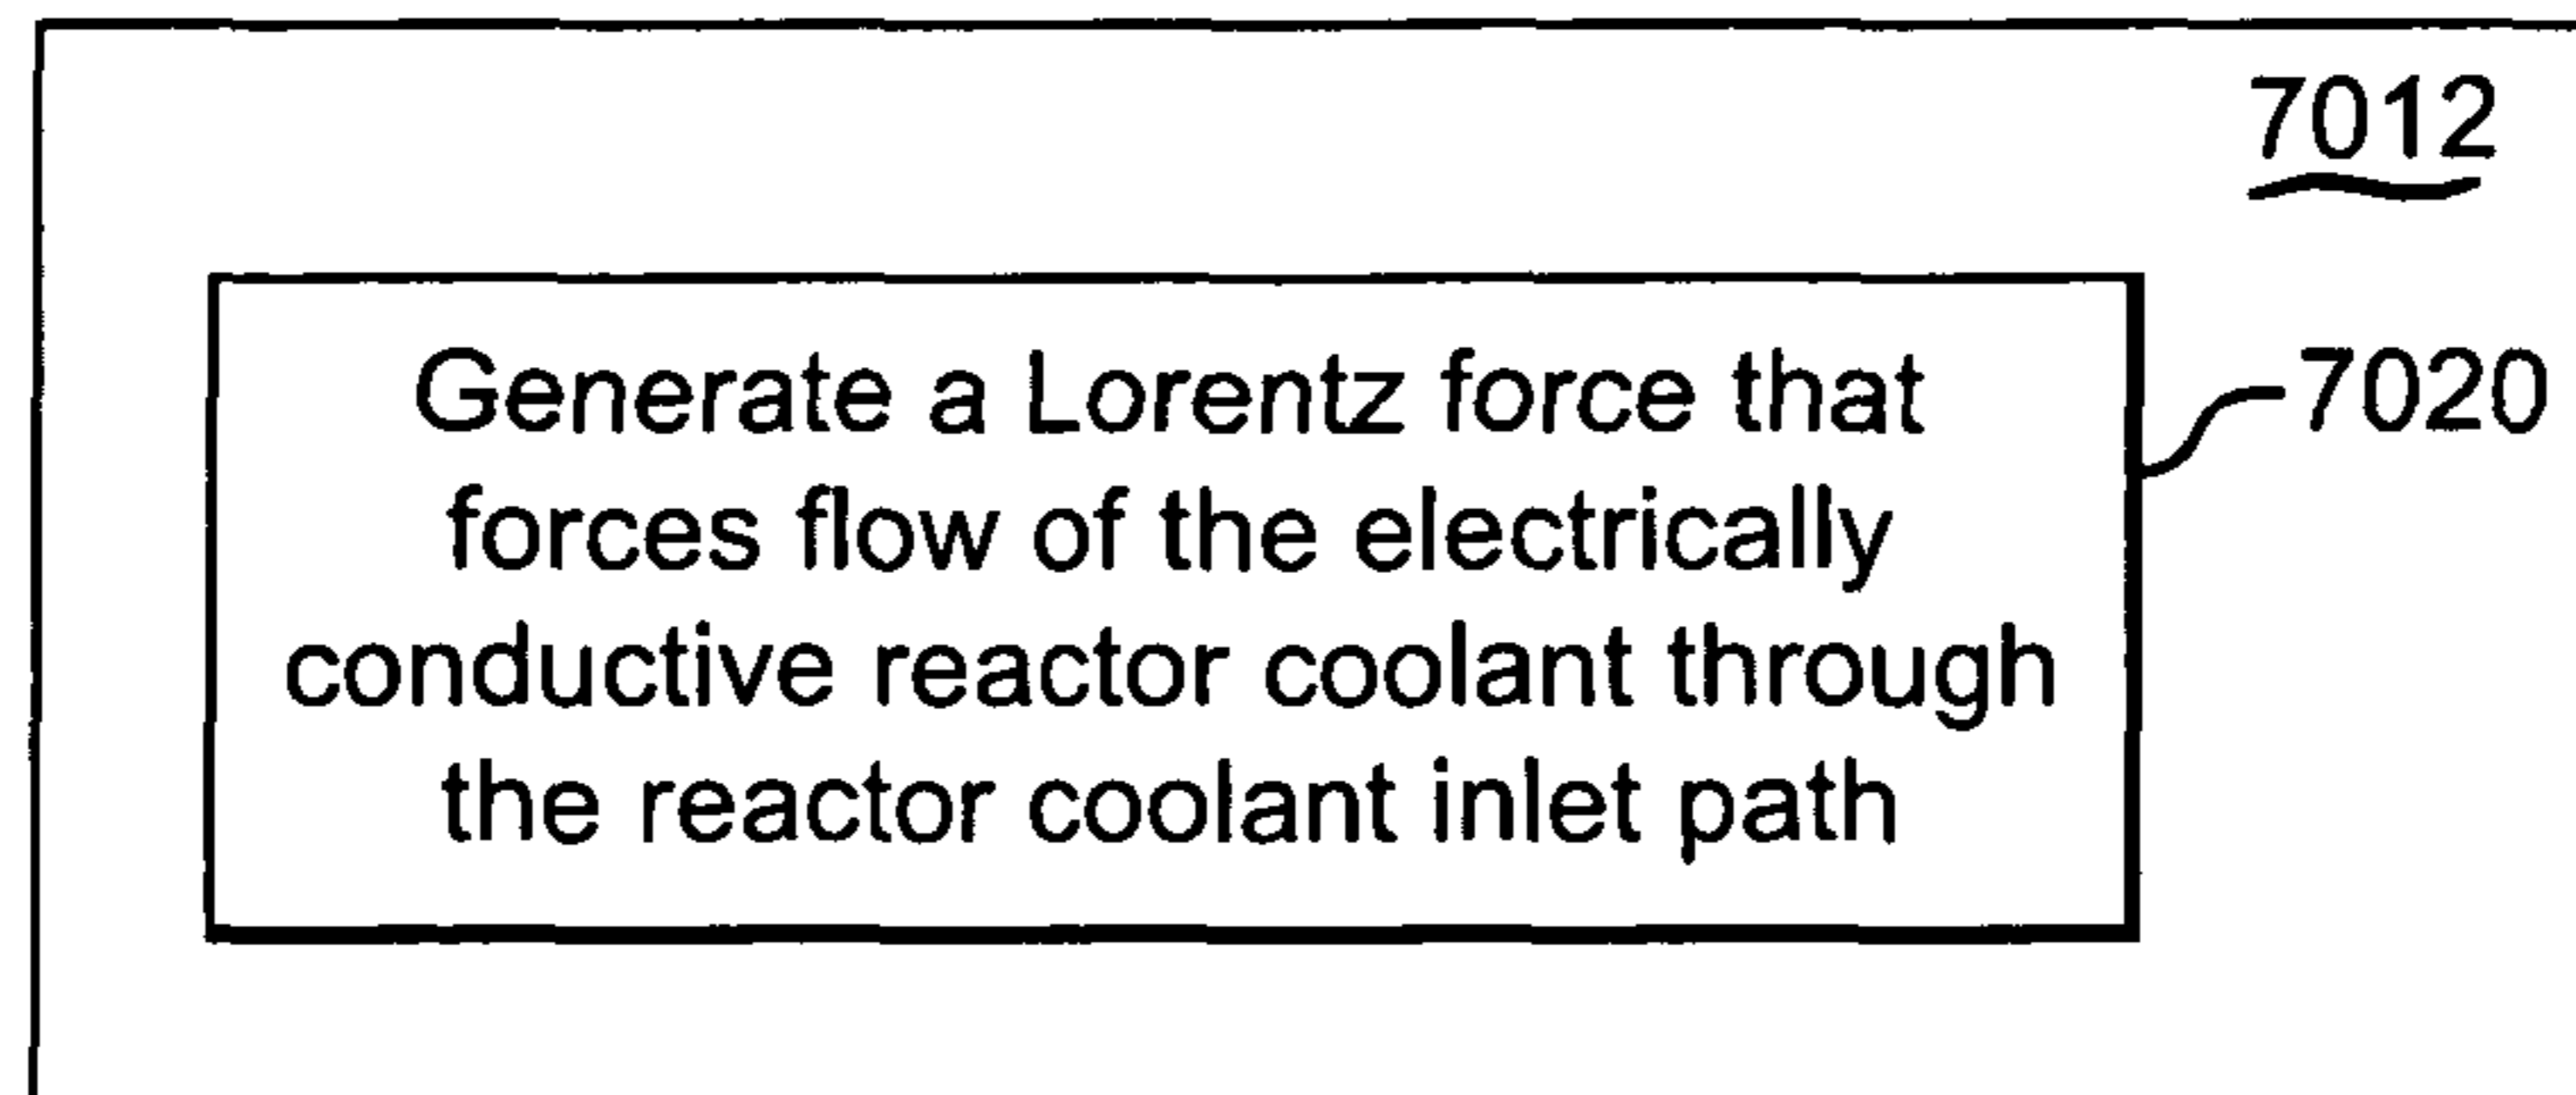 7012
Generate a Lorentz force that
forces flow of the electrically
conductive reactor coolant through
the reactor coolant inlet path
7020